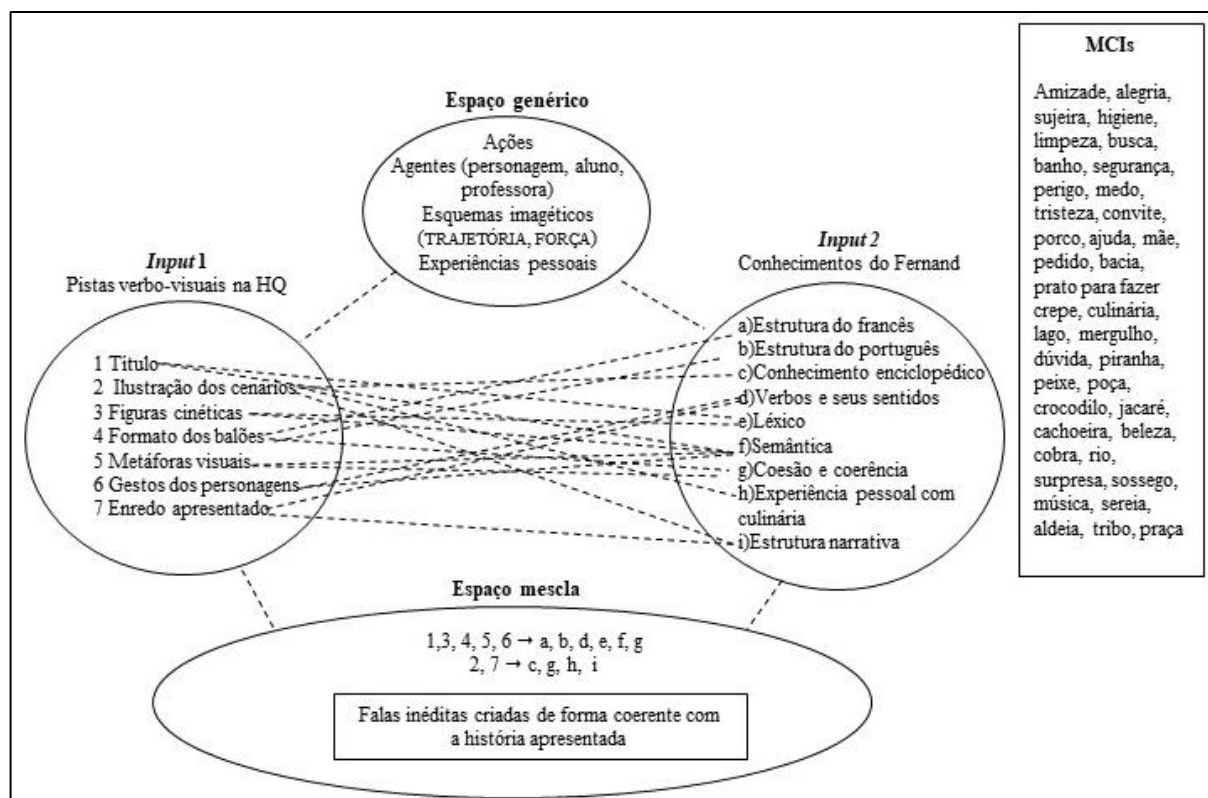 Espaço genérico
Ações
Agentes (personagem, aluno,
professora)
Esquemas imagéticos
(TRAJETÓRIA, FORÇA)
Experiências pessoais
Input 1
Pistas verbo-visuais na HQ
1 Título
2 Ilustração dos cenários
3 Figuras cinéticas
4 Formato dos balões
5 Metáforas visuais
6 Gestos dos personagens
7 Enredo apresentado
Input 2
Conhecimentos do Fernand
a)Estrutura do francês
b)Estrutura do português
c)Conhecimento enciclopédico
d)Verbos e seus sentidos
e)Léxico
f)Semântica
g)Coesão e coerência
h)Experiência pessoal com
culinária
i)Estrutura narrativa
Espaço mescla
1,3, 4, 5, 6 → a, b, d, e, f, g
2, 7 → c, g, h, i
Falas inéditas criadas de forma coerente com
a história apresentada
MCIs
Amizade, alegria,
sujeira, higiene,
limpeza, busca,
banho, segurança,
perigo, medo,
tristeza, convite,
porco, ajuda, mãe,
pedido, bacia,
prato para fazer
crepe, culinária,
lago, mergulho,
dúvida, piranha,
peixe, poça,
crocodilo, jacaré,
cachoeira, beleza,
cobra, rio,
surpresa, sossego,
música, sereia,
aldeia, tribo, praça